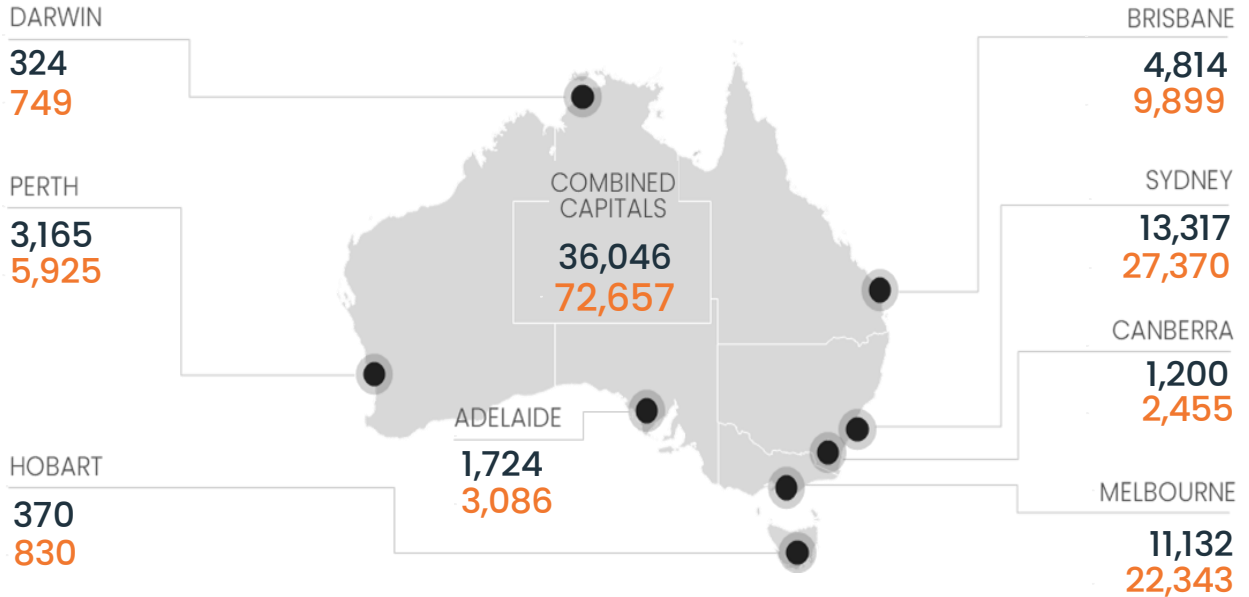 DARWIN
324
749
PERTH
3,165
5,925
HOBART
370
830
COMBINED
CAPITALS
36,046
72,657
ADELAIDE
1,724
3,086
BRISBANE
4,814
9,899
SYDNEY
13,317
27,370
CANBERRA
1,200
2,455
MELBOURNE
11,132
22,343